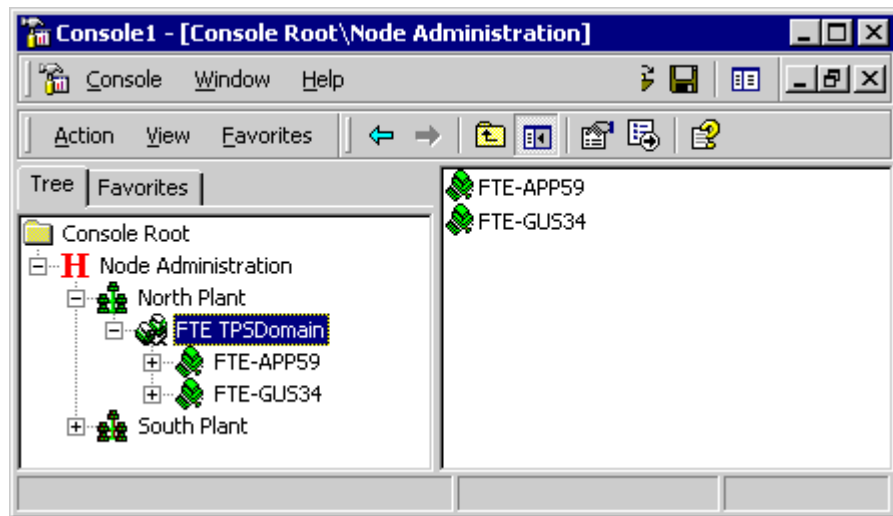 Console1 - [Console Root\Node Administration]
Console Window Help
Action View Favorites
Tree Favorites
Console Root
H Node Administration
North Plant
FTE TPSDomain
FTE-APP59
FTE-GUS34
South Plant
FTE-APP59
FTE-GUS34